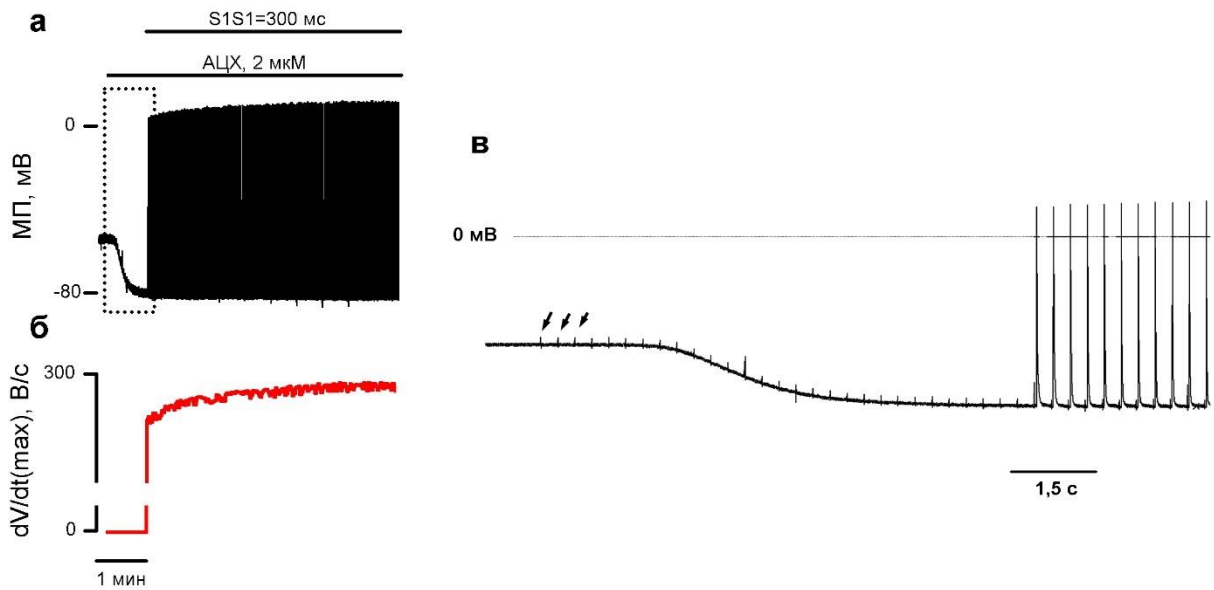 а
S1S1=300 мс
АЦХ, 2 мкМ
0
МП, мВ
-80
б
300
dV/dt(max), В/с
0
1 мин
в
0 мВ
1,5 с